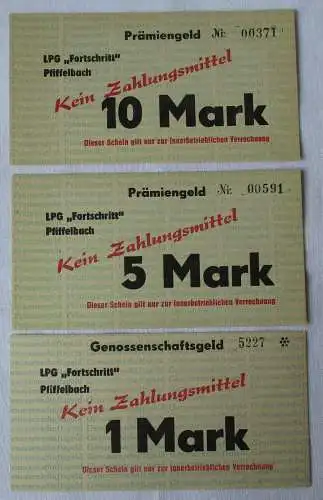 Prämiengeld № 00371
LPG „Fortschritt"
Pfiffelbach
Kein Zahlungsmittel
10 Mark
Dieser Schein gilt nur zur innerbetrieblichen Verrechnung
Prämiengeld № 00591
LPG „Fortschritt"
Pfiffelbach
Kein Zahlungsmittel
5 Mark
Dieser Schein gilt nur zur innerbetrieblichen Verrechnung
Genossenschaftsgeld 5227 *
LPG „Fortschritt"
Pfiffelbach
Kein Zahlungsmittel
1 Mark
Dieser Schein gilt nur zur innerbetrieblichen Verrechnung